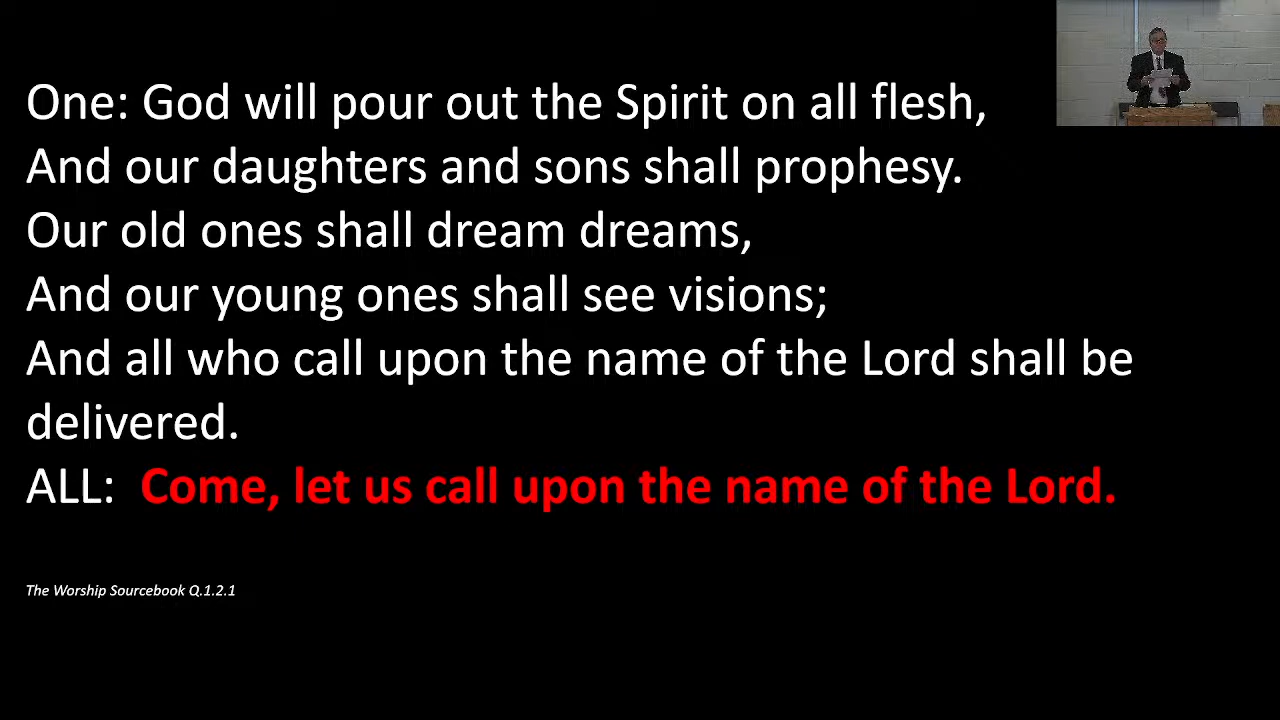 One: God will pour out the Spirit on all flesh,
And our daughters and sons shall prophesy.
Our old ones shall dream dreams,
And our young ones shall see visions;
And all who call upon the name of the Lord shall be
delivered.
ALL:  Come, let us call upon the name of the Lord.
The Worship Sourcebook Q.1.2.1